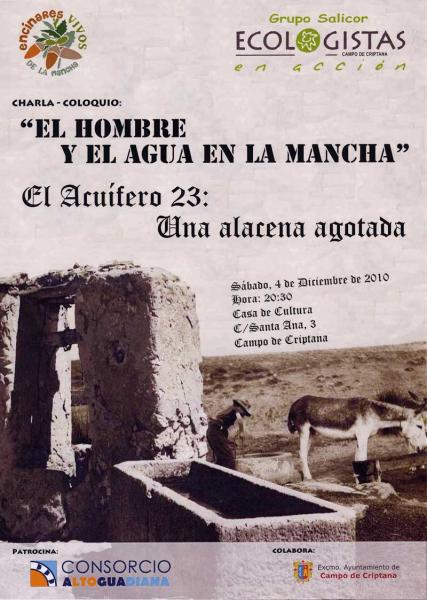 encinares vivos
de la mancha
Grupo Salicor
ECOLOGISTAS
CAMPO DE CRIPTANA
en acción
CHARLA - COLOQUIO:
"EL HOMBRE
Y EL AGUA EN LA MANCHA"
El Acuífero 23:
Una alacena agotada
Sábado, 4 de Diciembre de 2010
Hora: 20:30
Casa de Cultura
C/Santa Ana, 3
Campo de Criptana
PATROCINA:
CONSORCIO
ALTOGUADIANA
COLABORA:
Excmo. Ayuntamiento de
Campo de Criptana